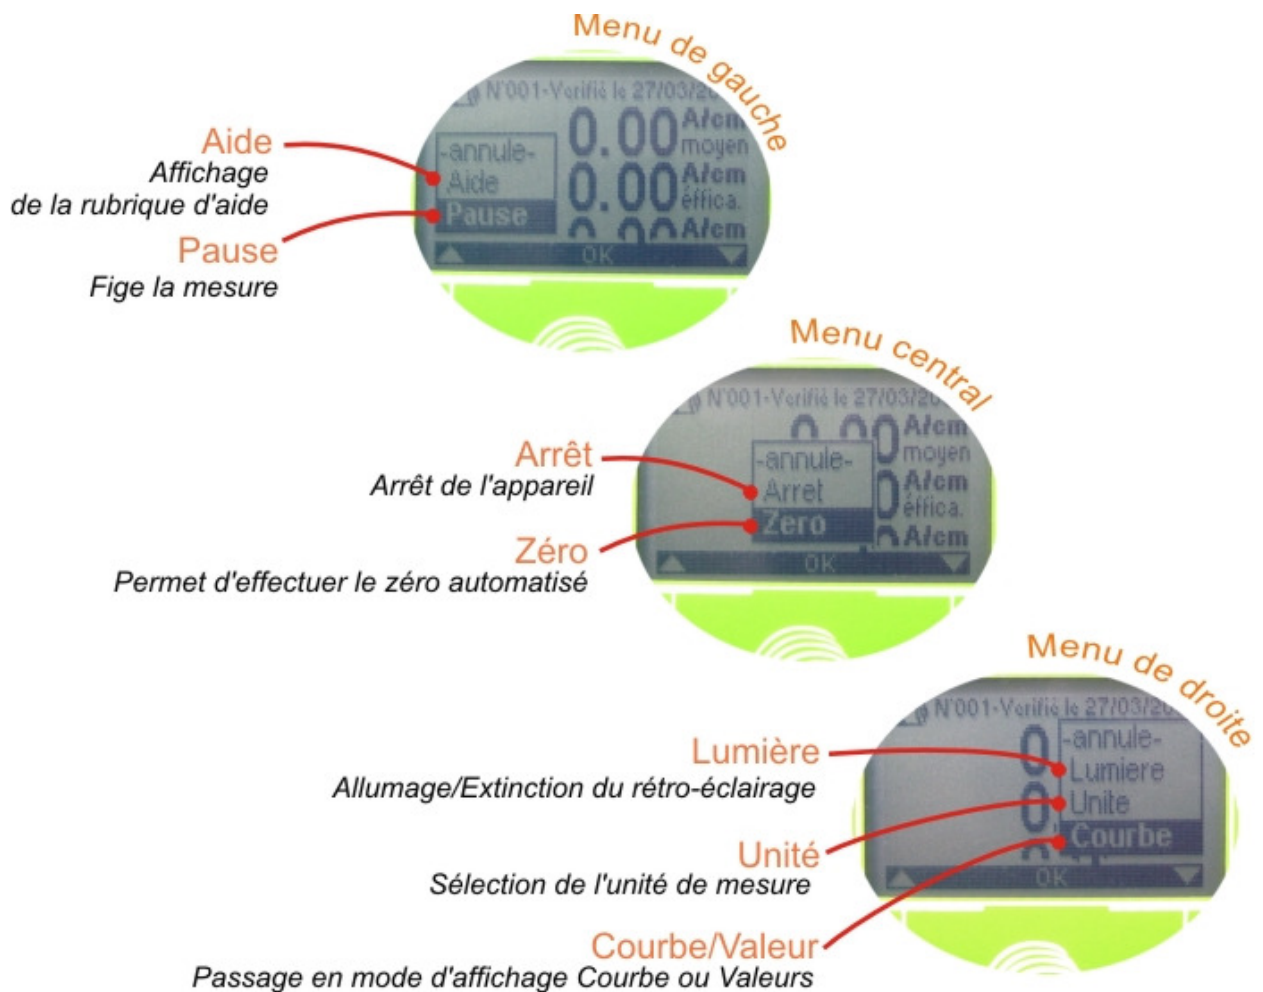 Menu de gauche
N°001-Verifié le 27/03/20
0.00 A/cm
moyen
-annule-
Aide
0.00 A/cm
éffica.
Pause
A/cm
OK
Aide
Affichage
de la rubrique d'aide
Pause
Fige la mesure
Menu central
N°001-Verifié le 27/03/20
A/cm
moyen
-annule-
Arret
A/cm
éffica.
Zero
A/cm
OK
Arrêt
Arrêt de l'appareil
Zéro
Permet d'effectuer le zéro automatisé
Menu de droite
N°001-Verifié le 27/03/20
-annule-
Lumiere
Unite
Courbe
OK
Lumière
Allumage/Extinction du rétro-éclairage
Unité
Sélection de l'unité de mesure
Courbe/Valeur
Passage en mode d'affichage Courbe ou Valeurs